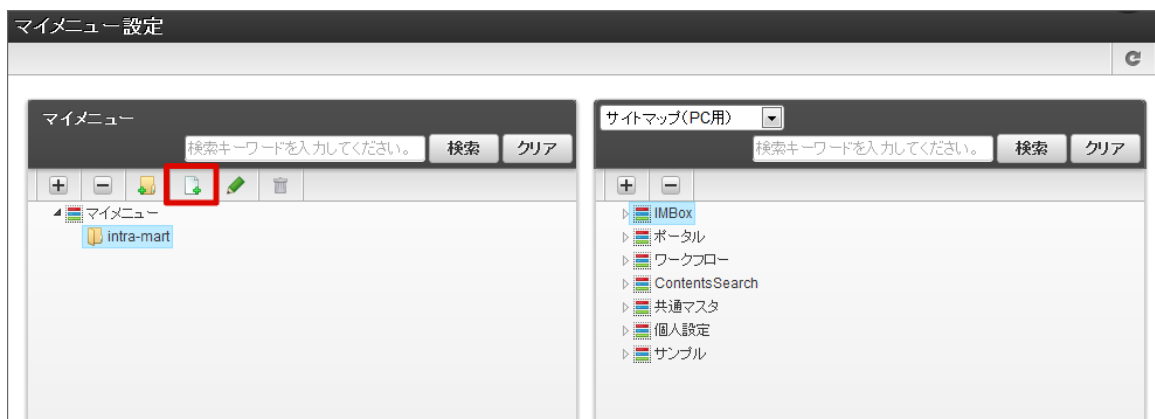 マイメニュー設定
マイメニュー
検索キーワードを入力してください。 検索 クリア
マイメニュー
intra-mart
サイトマップ(PC用)
検索キーワードを入力してください。 検索 クリア
IMBox
ポータル
ワークフロー
ContentsSearch
共通マスタ
個人設定
サンプル